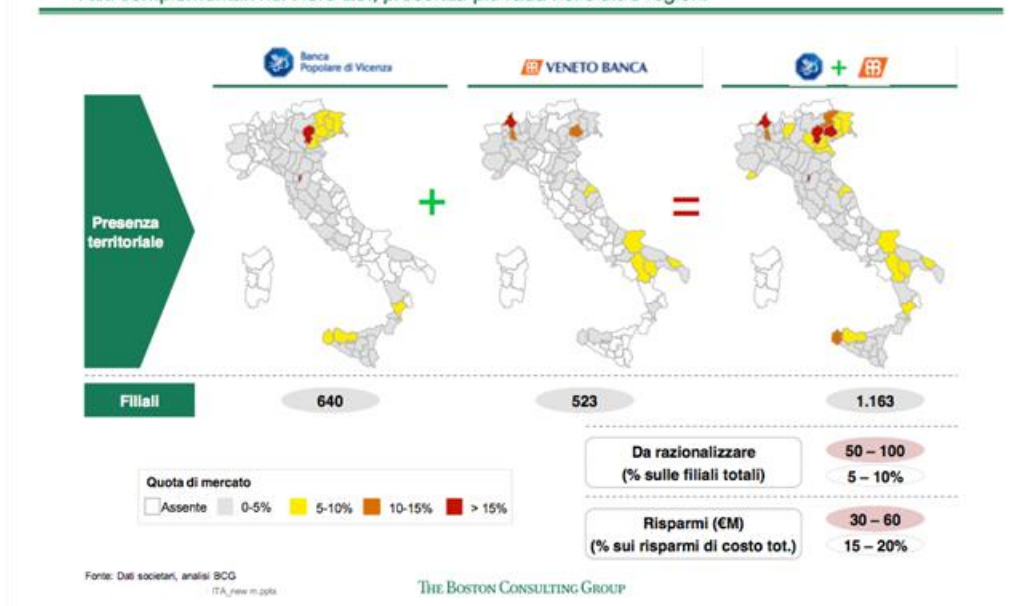 Banca
Popolare di Vicenza
VENETO BANCA
+
Presenza
territoriale
+
=
Filiali
640
523
1.163
Da razionalizzare
(% sulle filiali totali)
50 – 100
5 – 10%
Quota di mercato
Assente
0-5%
5-10%
10-15%
> 15%
Risparmi (€M)
(% sui risparmi di costo tot.)
30 – 60
15 – 20%
Fonte: Dati societari, analisi BCG
ITA_new m.pptx
THE BOSTON CONSULTING GROUP